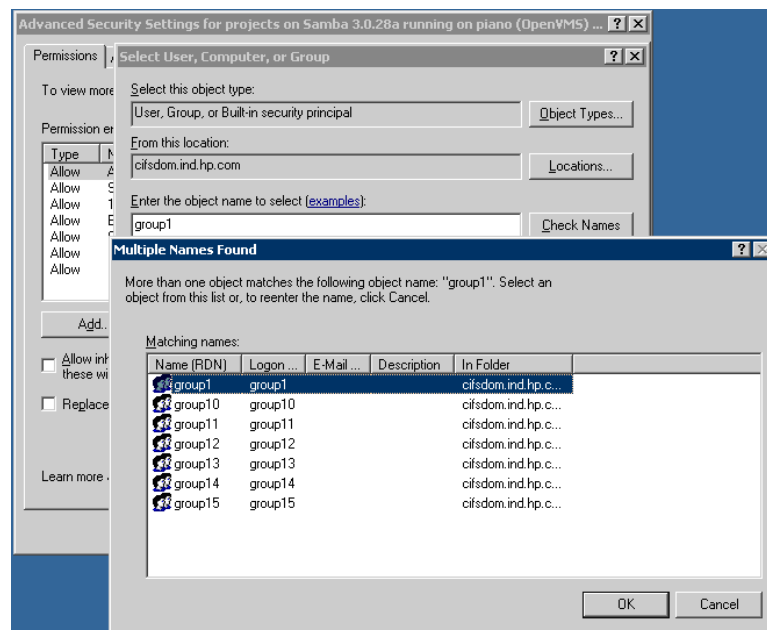 Advanced Security Settings for projects on Samba 3.0.28a running on piano (OpenVMS) ...
Permissions
Select User, Computer, or Group
To view more
Select this object type:
User, Group, or Built-in security principal
Object Types...
Permission en
From this location:
Type
cifsdom.ind.hp.com
Locations...
Allow A
Allow S
Allow 1
Enter the object name to select (examples):
Allow E
group1
Check Names
Allow
Allow
Allow
Multiple Names Found
More than one object matches the following object name: "group1". Select an
object from this list or, to reenter the name, click Cancel.
Add..
Matching names:
Allow inh
these wi
Name (RDN) Logon ... E-Mail ... Description In Folder
group1 group1 cifsdom.ind.hp.c...
Replace
group10 group10 cifsdom.ind.hp.c...
group11 group11 cifsdom.ind.hp.c...
group12 group12 cifsdom.ind.hp.c...
group13 group13 cifsdom.ind.hp.c...
Learn more
group14 group14 cifsdom.ind.hp.c...
group15 group15 cifsdom.ind.hp.c...
OK Cancel